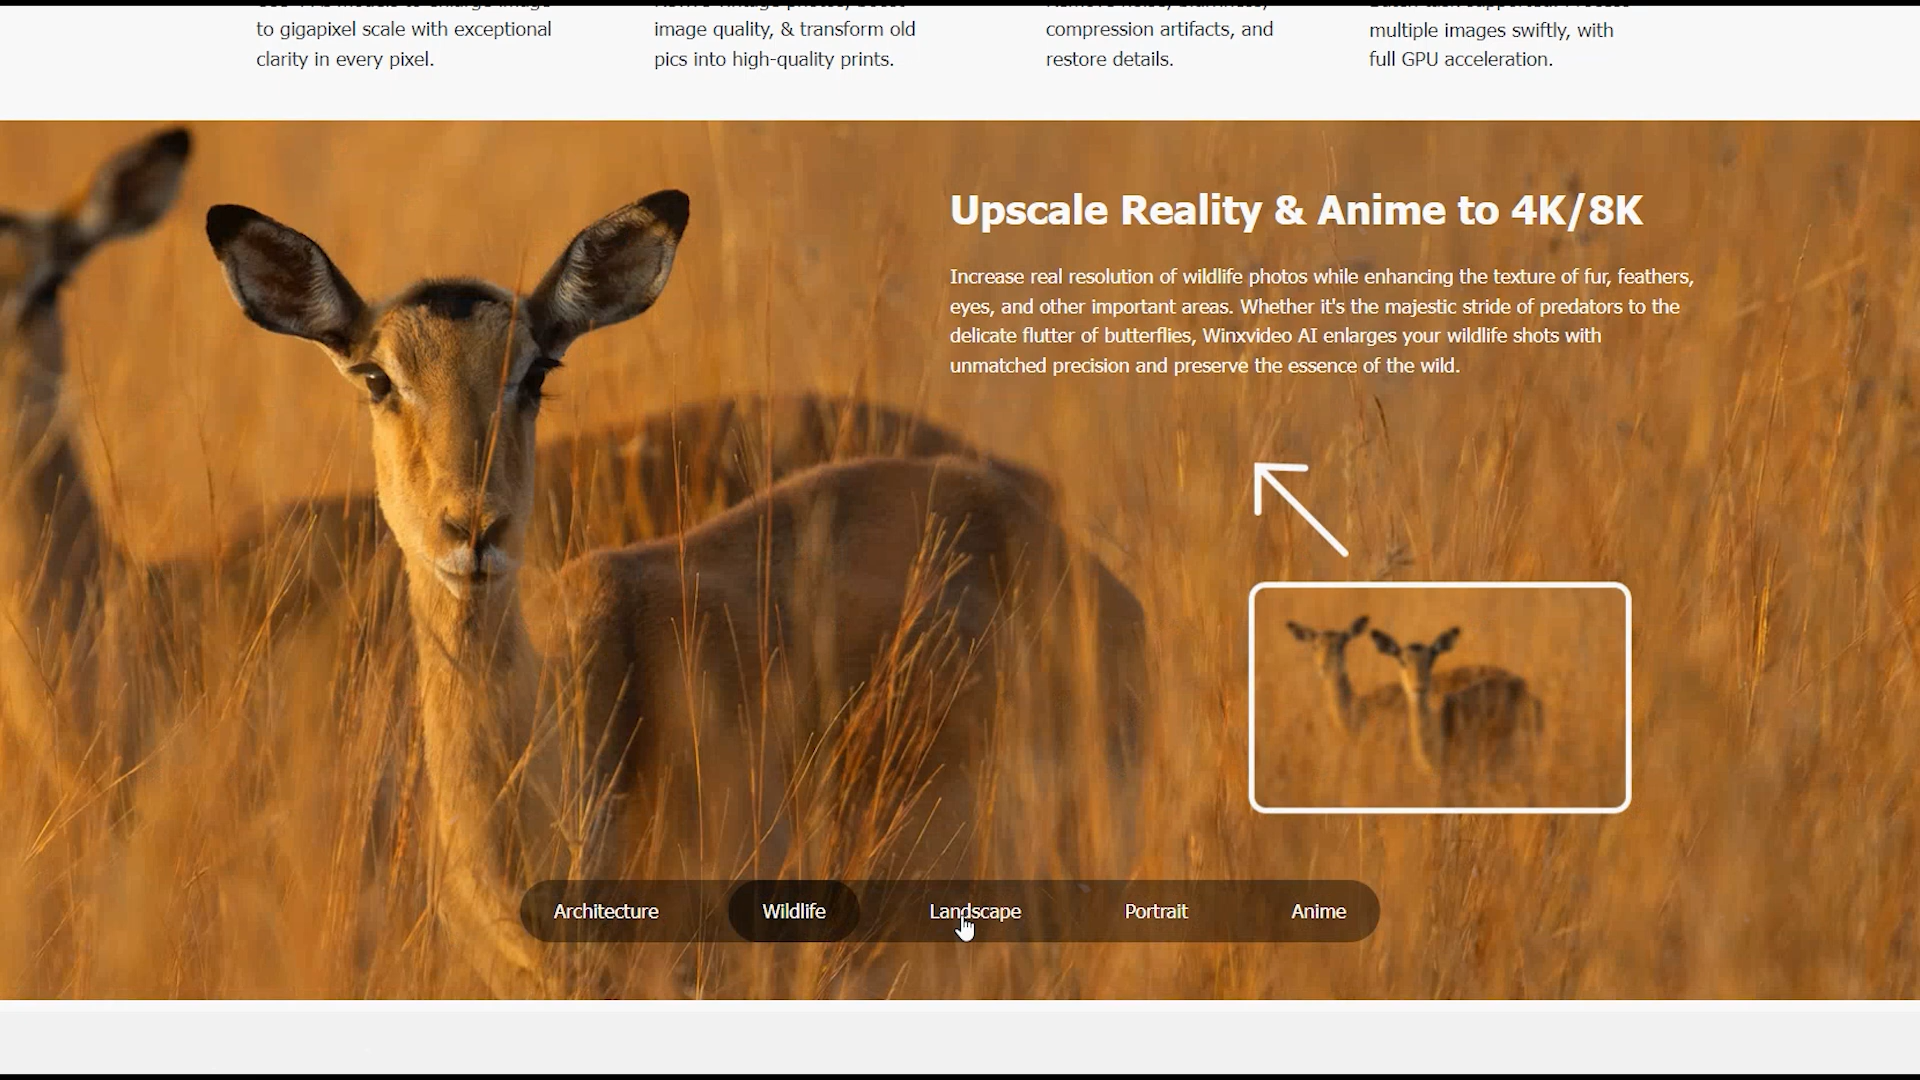 to gigapixel scale with exceptional
clarity in every pixel.
image quality, & transform old
pics into high-quality prints.
compression artifacts, and
restore details.
multiple images swiftly, with
full GPU acceleration.
Upscale Reality & Anime to 4K/8K
Increase real resolution of wildlife photos while enhancing the texture of fur, feathers,
eyes, and other important areas. Whether it's the majestic stride of predators to the
delicate flutter of butterflies, Winxvideo AI enlarges your wildlife shots with
unmatched precision and preserve the essence of the wild.
Architecture
Wildlife
Landscape
Portrait
Anime